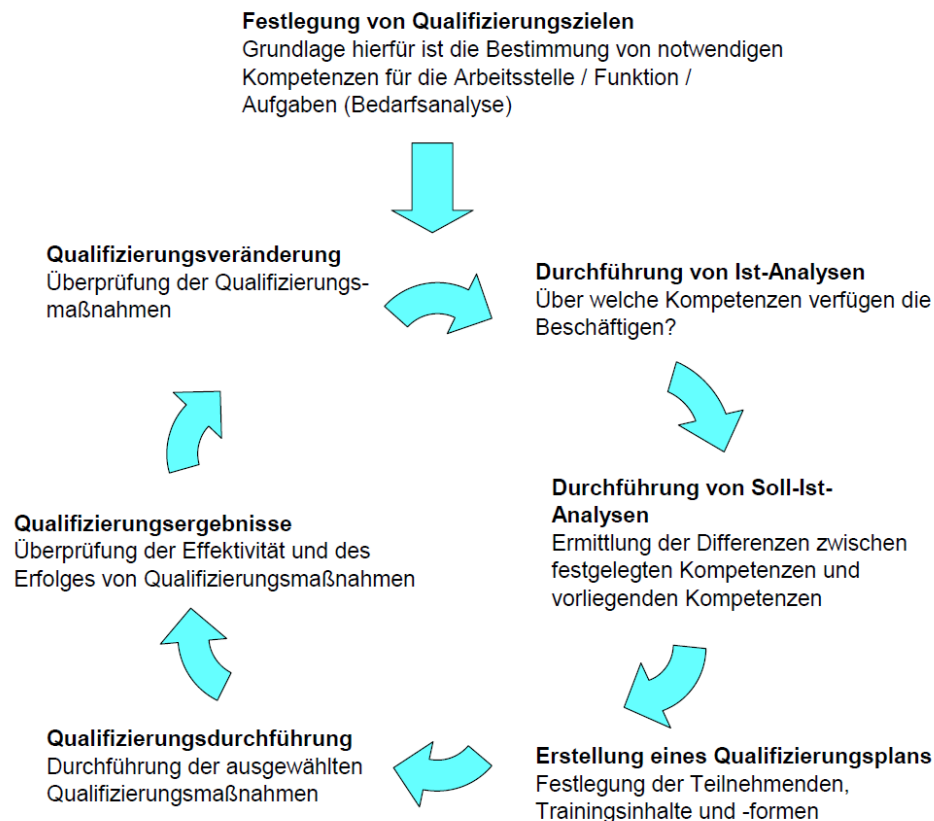 Festlegung von Qualifizierungszielen
Grundlage hierfür ist die Bestimmung von notwendigen
Kompetenzen für die Arbeitsstelle / Funktion /
Aufgaben (Bedarfsanalyse)
Qualifizierungsveränderung
Überprüfung der Qualifizierungs-
maßnahmen
Durchführung von Ist-Analysen
Über welche Kompetenzen verfügen die
Beschäftigen?
Durchführung von Soll-Ist-
Analysen
Ermittlung der Differenzen zwischen
festgelegten Kompetenzen und
vorliegenden Kompetenzen
Qualifizierungsergebnisse
Überprüfung der Effektivität und des
Erfolges von Qualifizierungsmaßnahmen
Qualifizierungsdurchführung
Durchführung der ausgewählten
Qualifizierungsmaßnahmen
Erstellung eines Qualifizierungsplans
Festlegung der Teilnehmenden,
Trainingsinhalte und -formen